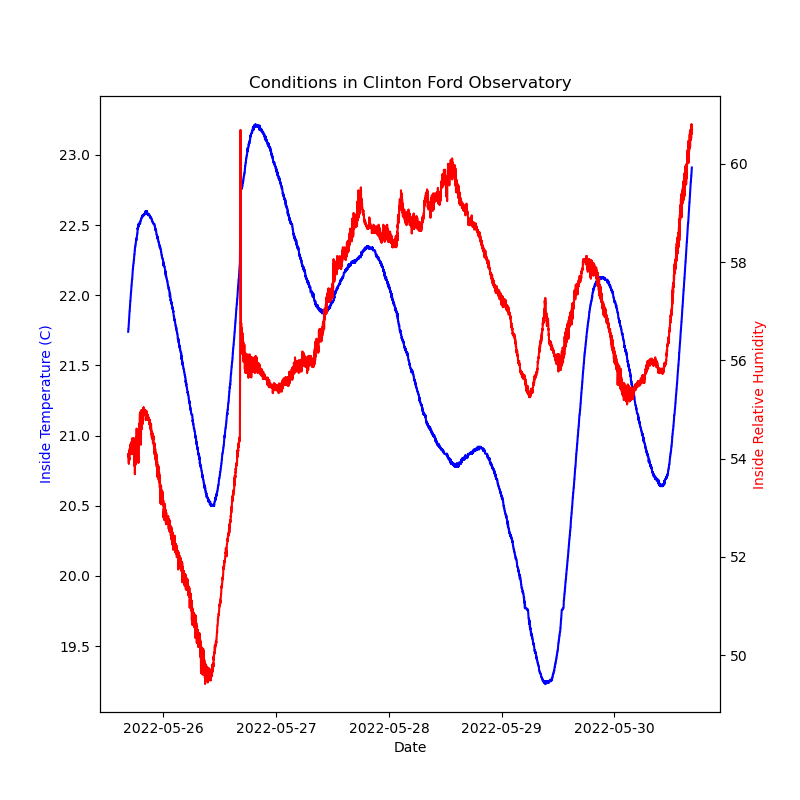 Conditions in Clinton Ford Observatory
Inside Temperature (C)
23.0
22.5
22.0
21.5
21.0
20.5
20.0
19.5
60
58
56
54
52
50
Inside Relative Humidity
2022-05-26 2022-05-27 2022-05-28 2022-05-29 2022-05-30
Date